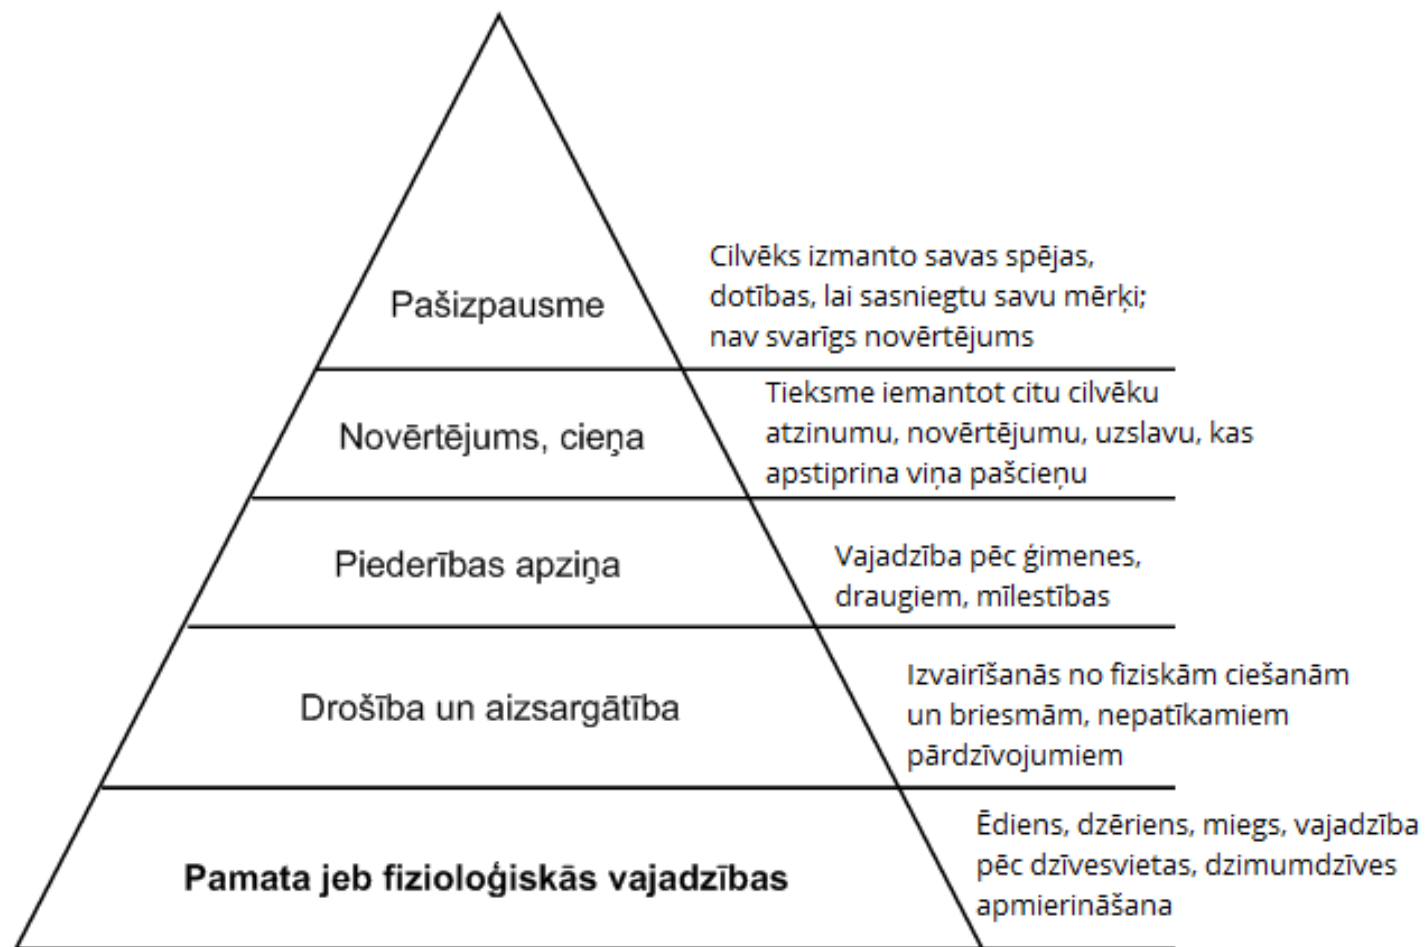 Cilvēks izmanto savas spējas,
dotības, lai sasniegtu savu mērķi;
nav svarīgs novērtējums
Pašizpausme
Tieksme iemantot citu cilvēku
atzinumu, novērtējumu, uzslavu, kas
apstiprina viņa pašcieņu
Novērtējums, cieņa
Vajadzība pēc ģimenes,
draugiem, mīlestības
Piederības apziņa
Izvairīšanās no fiziskām ciešanām
un briesmām, nepatīkamiem
pārdzīvojumiem
Drošība un aizsargātība
Ēdiens, dzēriens, miegs, vajadzība
pēc dzīvesvietas, dzimumdzīves
apmierināšana
Pamata jeb fizioloģiskās vajadzības